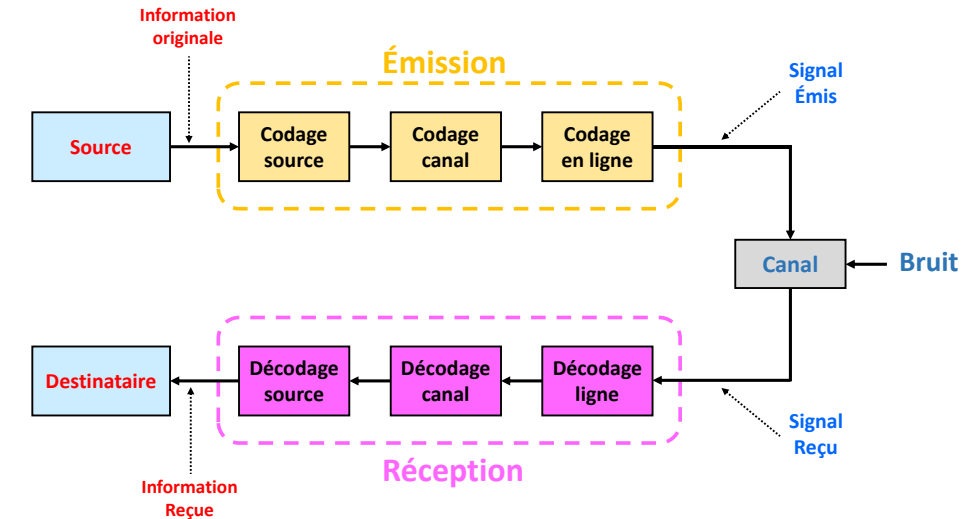 Information
originale
Émission
Signal
Émis
Source
Codage
source
Codage
canal
Codage
en ligne
Canal
Bruit
Destinataire
Décodage
source
Décodage
canal
Décodage
ligne
Signal
Reçu
Réception
Information
Reçue